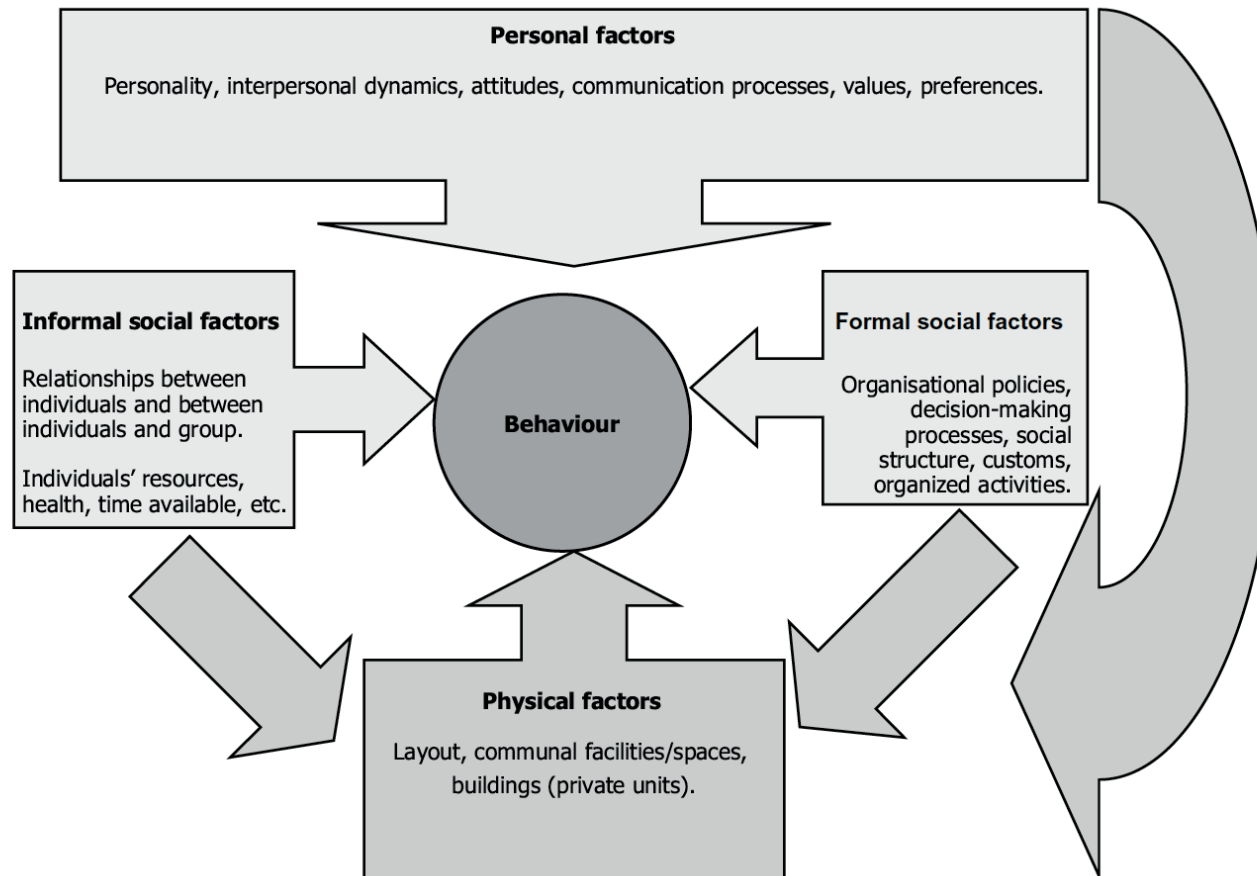 Personal factors
Personality, interpersonal dynamics, attitudes, communication processes, values, preferences.
Informal social factors
Relationships between
individuals and between
individuals and group.
Individuals’ resources,
health, time available, etc.
Behaviour
Formal social factors
Organisational policies,
decision-making
processes, social
structure, customs,
organized activities.
Physical factors
Layout, communal facilities/spaces,
buildings (private units).